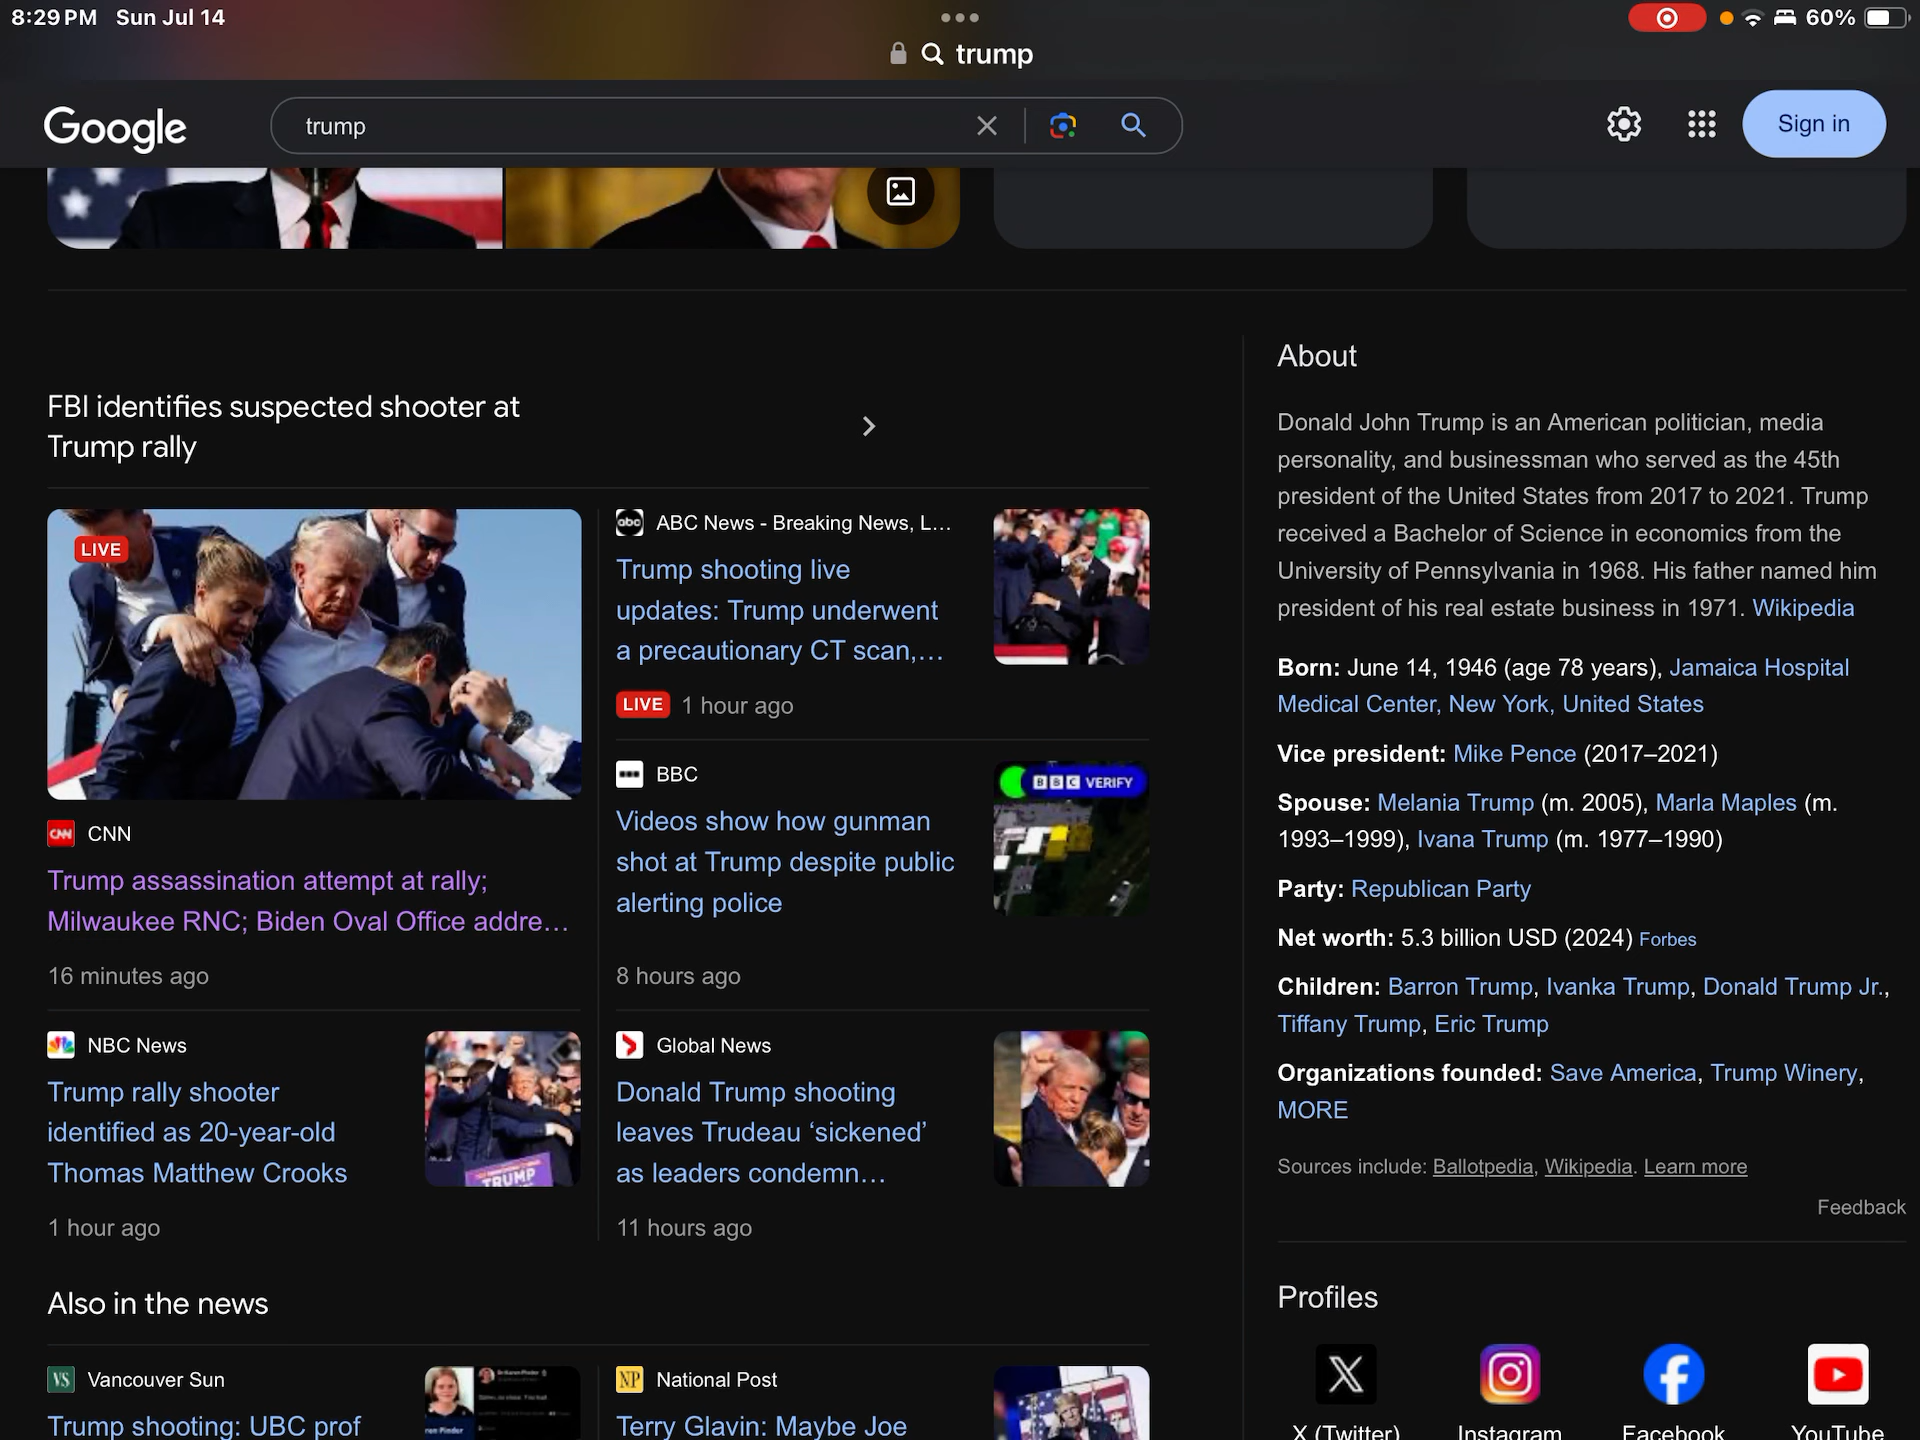 8:29 PM Sun Jul 14
60%
trump
Google
trump
Sign in
FBI identifies suspected shooter at
Trump rally
LIVE
CNN
CNN
Trump assassination attempt at rally;
Milwaukee RNC; Biden Oval Office addre...
16 minutes ago
abc
ABC News - Breaking News, L...
Trump shooting live
updates: Trump underwent
a precautionary CT scan,...
LIVE 1 hour ago
BBC
Videos show how gunman
shot at Trump despite public
alerting police
8 hours ago
BBC VERIFY
NBC News
Trump rally shooter
identified as 20-year-old
Thomas Matthew Crooks
1 hour ago
TRUMP
Global News
Donald Trump shooting
leaves Trudeau ‘sickened’
as leaders condemn...
11 hours ago
Also in the news
VS
Vancouver Sun
Trump shooting: UBC prof
NP
National Post
Terry Glavin: Maybe Joe
About
Donald John Trump is an American politician, media
personality, and businessman who served as the 45th
president of the United States from 2017 to 2021. Trump
received a Bachelor of Science in economics from the
University of Pennsylvania in 1968. His father named him
president of his real estate business in 1971. Wikipedia
Born: June 14, 1946 (age 78 years), Jamaica Hospital
Medical Center, New York, United States
Vice president: Mike Pence (2017–2021)
Spouse: Melania Trump (m. 2005), Marla Maples (m.
1993–1999), Ivana Trump (m. 1977–1990)
Party: Republican Party
Net worth: 5.3 billion USD (2024) Forbes
Children: Barron Trump, Ivanka Trump, Donald Trump Jr.,
Tiffany Trump, Eric Trump
Organizations founded: Save America, Trump Winery,
MORE
Sources include: Ballotpedia, Wikipedia. Learn more
Feedback
Profiles
X (Twitter)
Instagram
Facebook
YouTube